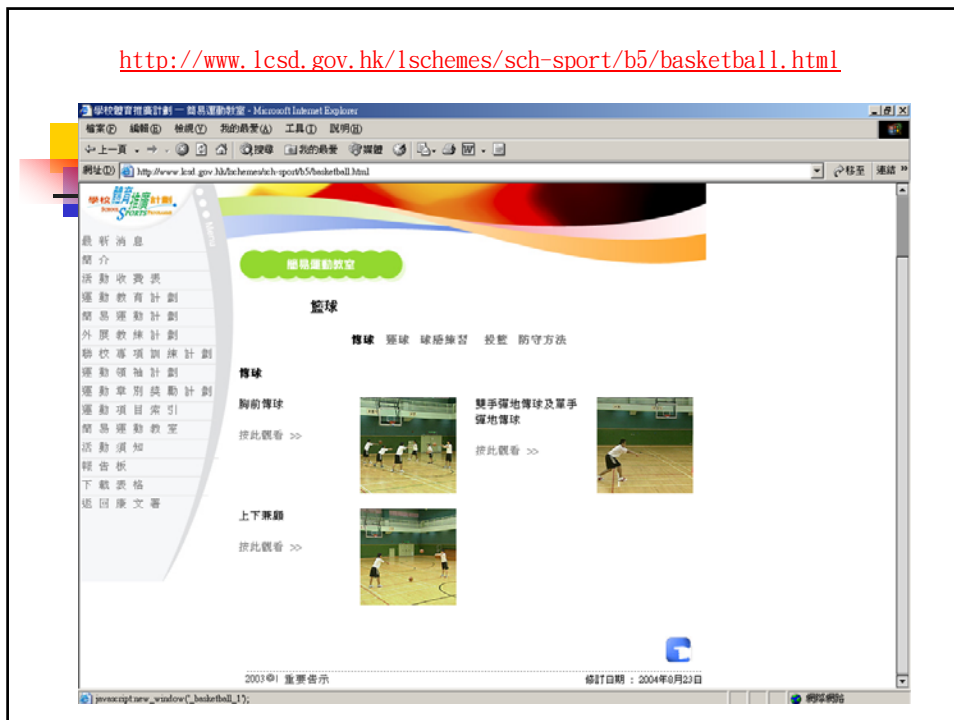 http://www.lcsd.gov.hk/lschemes/sch-sport/b5/basketball.html
學校體育推廣計劃 — 簡易運動教室 - Microsoft Internet Explorer
檔案(F) 編輯(E) 檢視(V) 我的最愛(A) 工具(T) 說明(H)
上一頁 搜尋 我的最愛 媒體
網址(D) http://www.lcsd.gov.hk/lschemes/sch-sport/b5/basketball.html 移至 連結 »
學校體育推廣計劃
SCHOOL SPORTS PROGRAMME
Menu
最新消息
簡介
活動收費表
運動教育計劃
簡易運動計劃
外展教練計劃
聯校專項訓練計劃
運動領袖計劃
運動章別獎勵計劃
運動項目索引
簡易運動教室
活動須知
報告板
下載表格
返回康文署
簡易運動教室
籃球
傳球 運球 球感練習 投籃 防守方法
傳球
胸前傳球
按此觀看 >>
雙手彈地傳球及單手
彈地傳球
按此觀看 >>
上下兼顧
按此觀看 >>
2003 ©| 重要告示
修訂日期 : 2004年8月23日
javascript:new_window('_basketball_1');
網際網路